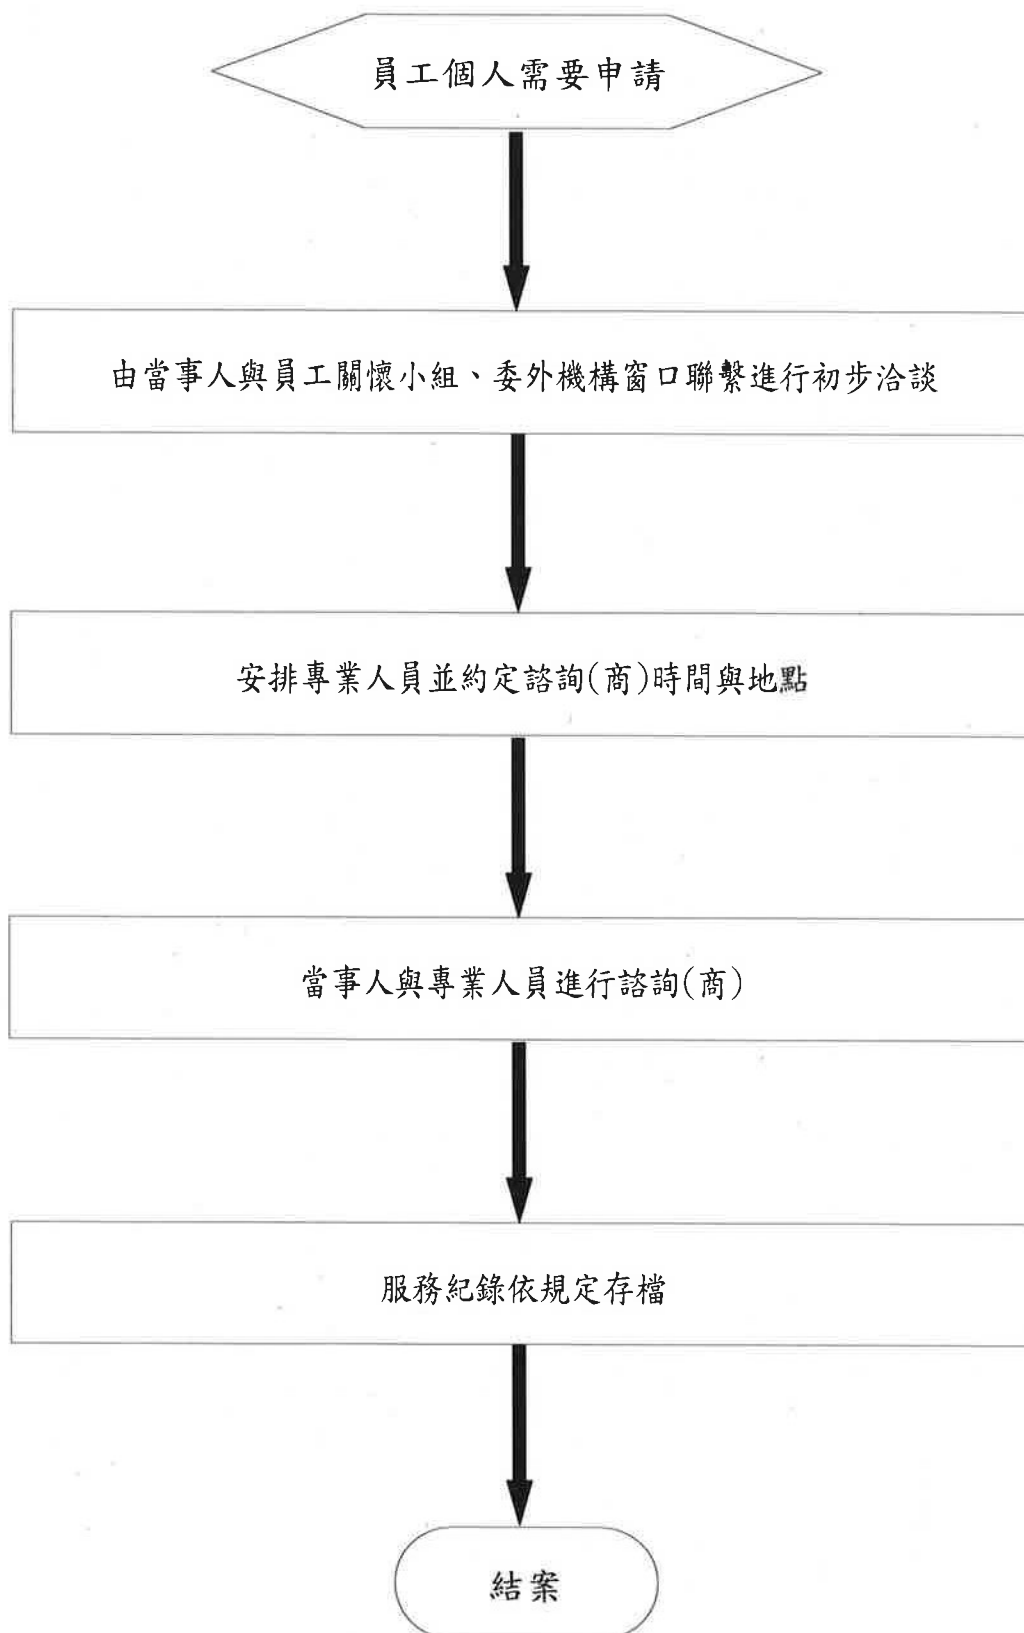 員工個人需要申請
由當事人與員工關懷小組、委外機構窗口聯繫進行初步洽談
安排專業人員並約定諮詢(商)時間與地點
當事人與專業人員進行諮詢(商)
服務紀錄依規定存檔
結案